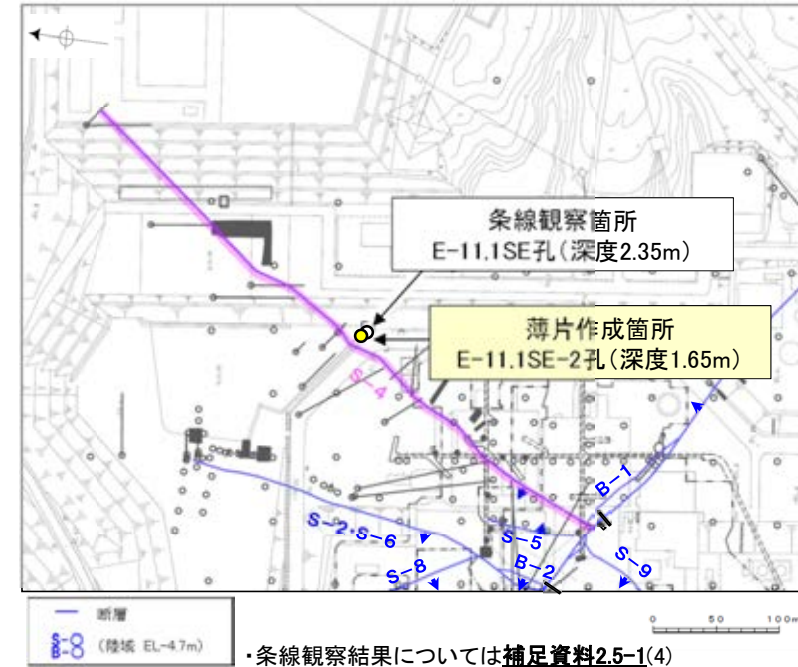 条線観察箇所
E-11.1SE孔(深度2.35m)
薄片作成箇所
E-11.1SE-2孔(深度1.65m)
S-4
B-1
S-2・S-6
S-5
S-8
B-2
S-9
断層
S-○
B-○ (陸域 EL-4.7m)
0 50 100m
・条線観察結果については補足資料2.5-1(4)